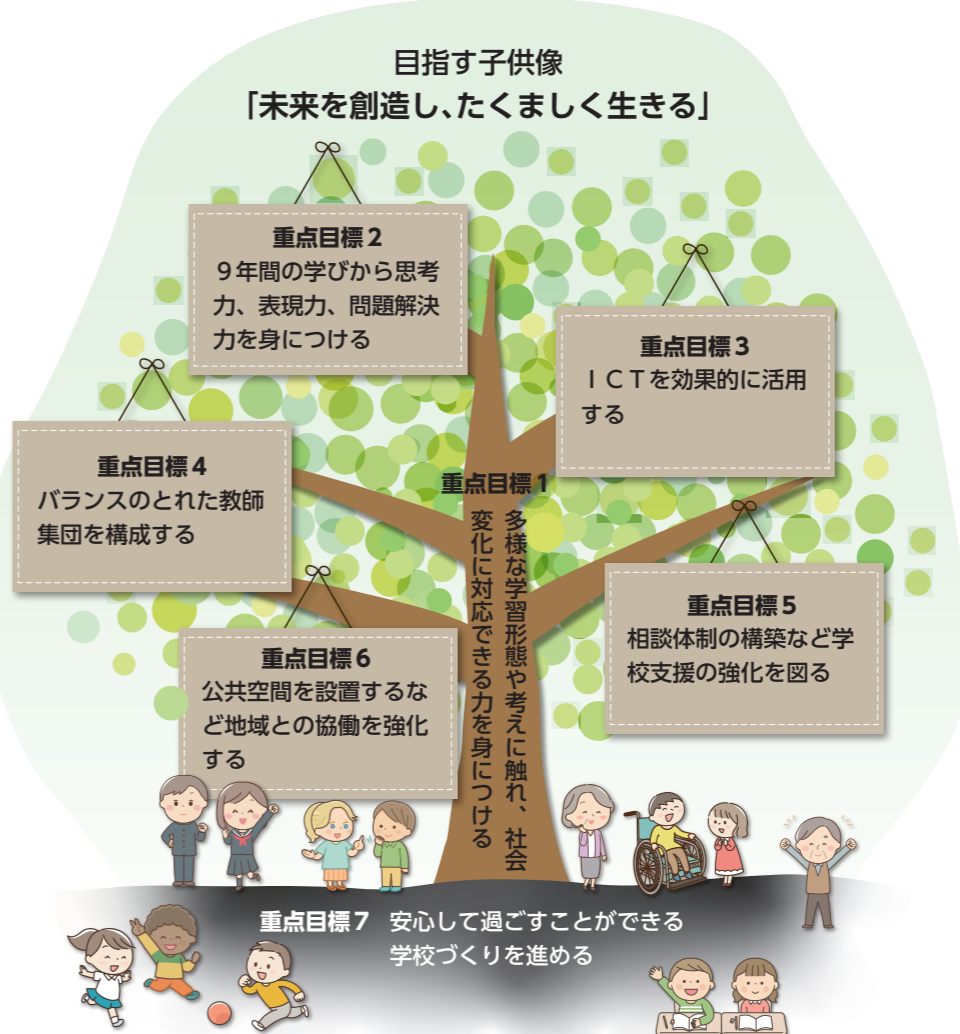 目指す子供像
「未来を創造し、たくましく生きる」
重点目標１
多様な学習形態や考えに触れ、社会
変化に対応できる力を身につける
重点目標２
９年間の学びから思考
力、表現力、問題解決
力を身につける
重点目標３
ＩＣＴを効果的に活用
する
重点目標４
バランスのとれた教師
集団を構成する
重点目標５
相談体制の構築など学
校支援の強化を図る
重点目標６
公共空間を設置するな
ど地域との協働を強化
する
重点目標７　安心して過ごすことができる
学校づくりを進める